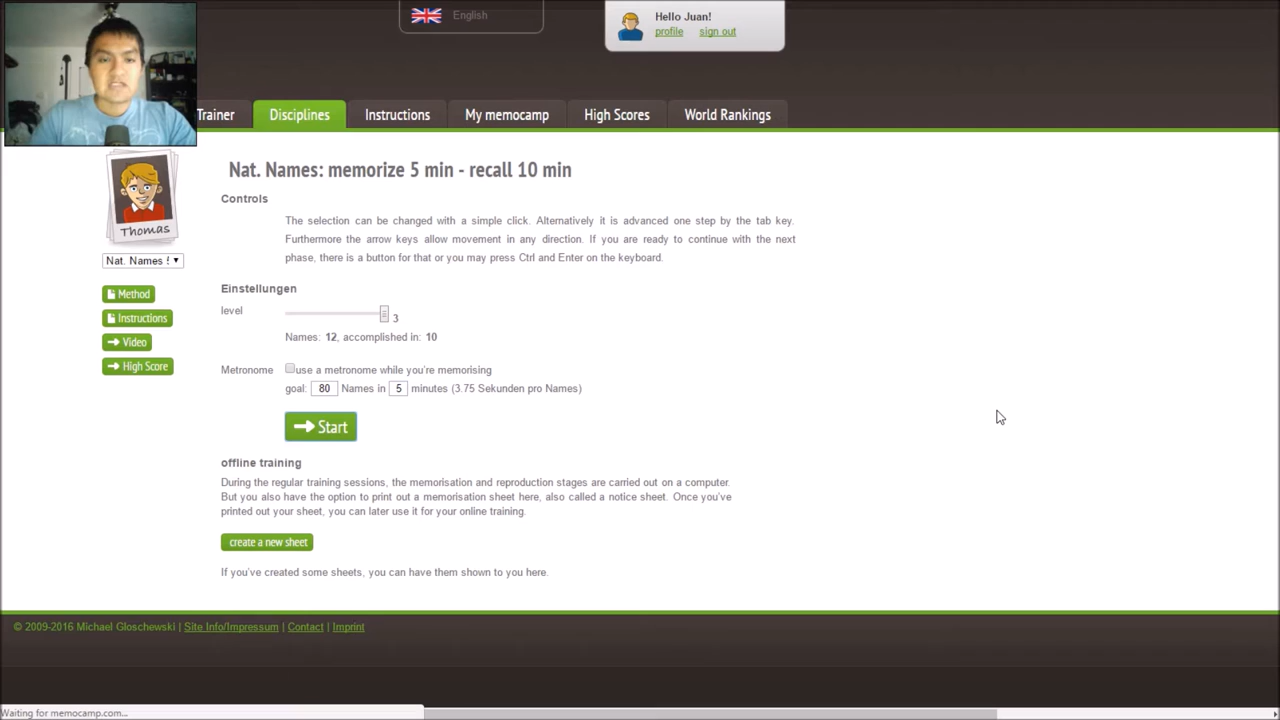 English
Hello Juan!
profile sign out
Trainer Disciplines Instructions My memocamp High Scores World Rankings
Nat. Names: memorize 5 min - recall 10 min
Controls
The selection can be changed with a simple click. Alternatively it is advanced one step by the tab key.
Furthermore the arrow keys allow movement in any direction. If you are ready to continue with the next
phase, there is a button for that or you may press Ctrl and Enter on the keyboard.
Thomas
Nat. Names
Method
Instructions
Video
High Score
Einstellungen
level 3
Names: 12, accomplished in: 10
Metronome use a metronome while you're memorising
goal: 80 Names in 5 minutes (3.75 Sekunden pro Names)
Start
offline training
During the regular training sessions, the memorisation and reproduction stages are carried out on a computer.
But you also have the option to print out a memorisation sheet here, also called a notice sheet. Once you've
printed out your sheet, you can later use it for your online training.
create a new sheet
If you've created some sheets, you can have them shown to you here.
© 2009-2016 Michael Gloschewski | Site Info/Impressum | Contact | Imprint
Waiting for memocamp.com...